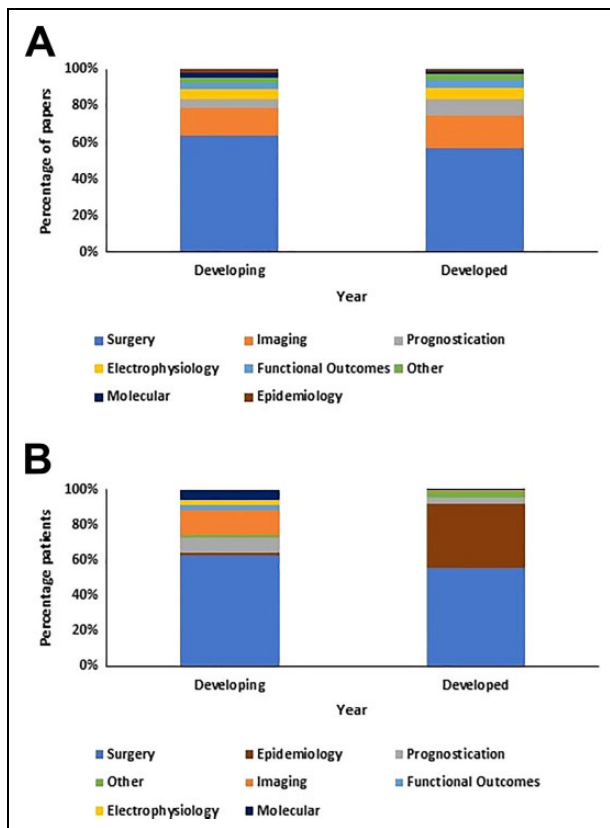 A
Percentage of papers
100%
80%
60%
40%
20%
0%
Developing Developed
Year
Surgery Imaging Prognostication
Electrophysiology Functional Outcomes Other
Molecular Epidemiology
B
Percentage patients
100%
80%
60%
40%
20%
0%
Developing Developed
Year
Surgery Epidemiology Prognostication
Other Imaging Functional Outcomes
Electrophysiology Molecular